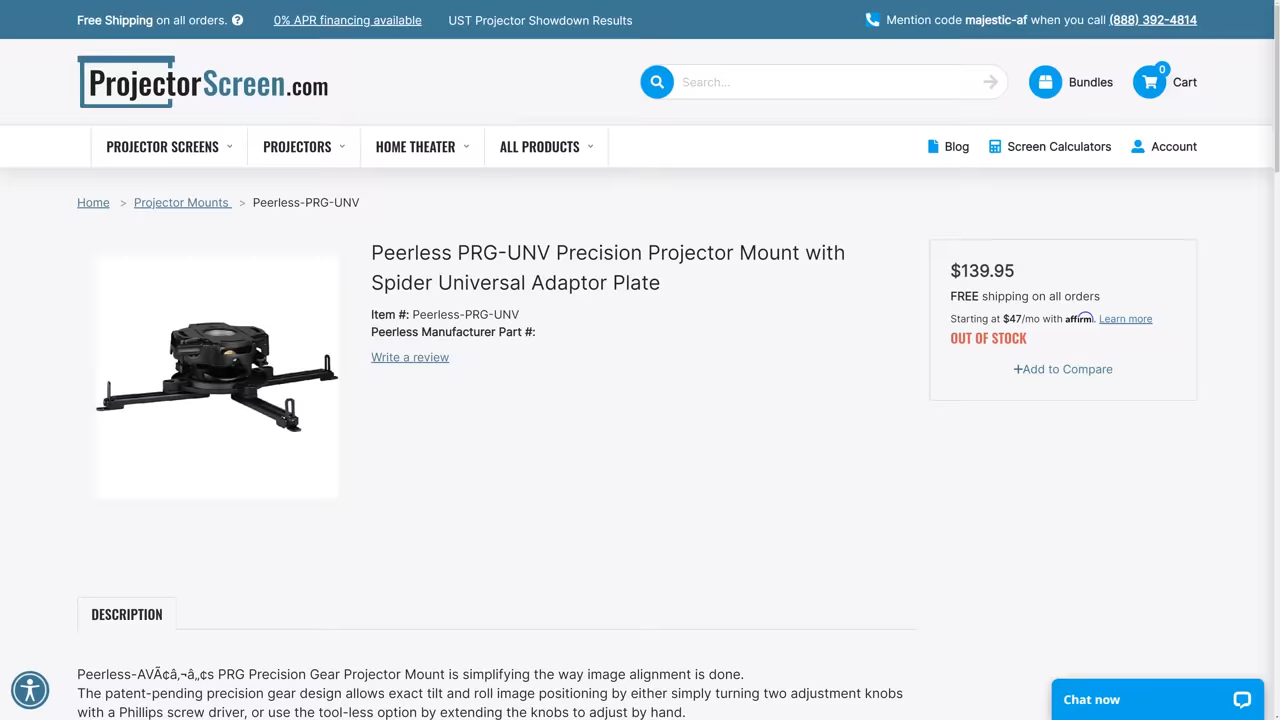 Free Shipping on all orders.
0% APR financing available
UST Projector Showdown Results
Mention code majestic-af when you call (888) 392-4814
ProjectorScreen.com
Search...
Bundles
0
Cart
PROJECTOR SCREENS
PROJECTORS
HOME THEATER
ALL PRODUCTS
Blog
Screen Calculators
Account
Home > Projector Mounts > Peerless-PRG-UNV
Peerless PRG-UNV Precision Projector Mount with
Spider Universal Adaptor Plate
Item #: Peerless-PRG-UNV
Peerless Manufacturer Part #:
Write a review
$139.95
FREE shipping on all orders
Starting at $47/mo with affirm. Learn more
OUT OF STOCK
+Add to Compare
DESCRIPTION
Peerless-AVÃ¢â‚¬â„¢s PRG Precision Gear Projector Mount is simplifying the way image alignment is done.
The patent-pending precision gear design allows exact tilt and roll image positioning by either simply turning two adjustment knobs
with a Phillips screw driver, or use the tool-less option by extending the knobs to adjust by hand.
Chat now